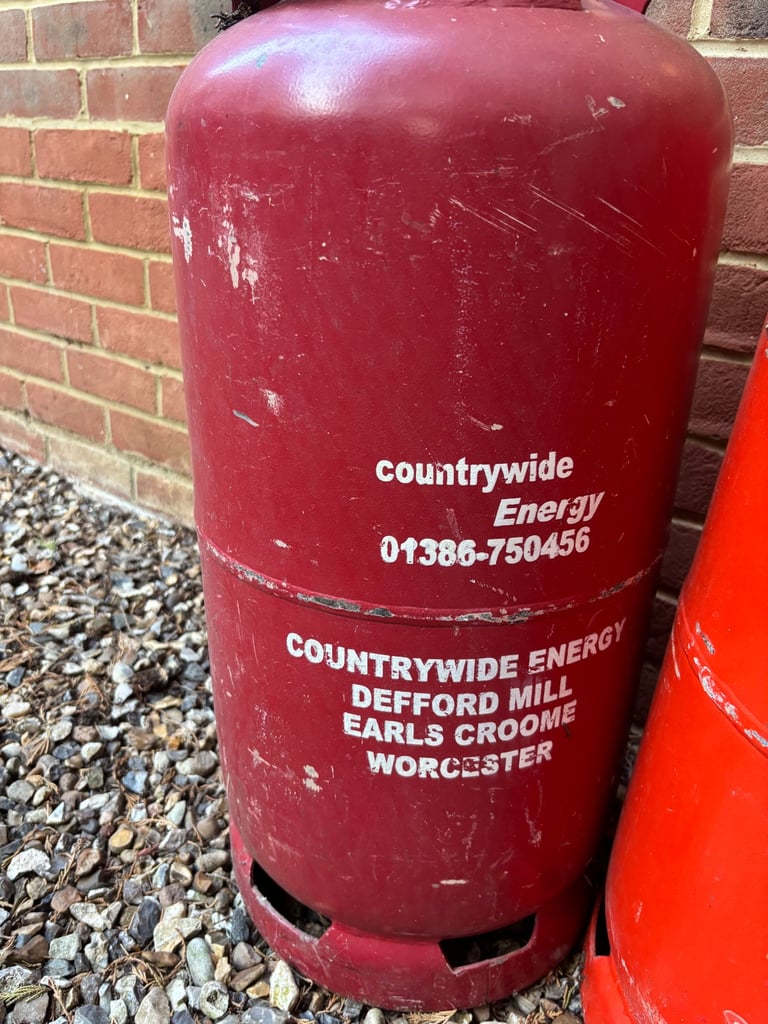 countrywide
Energy
01386-750456
COUNTRYWIDE ENERGY
DEFFORD MILL
EARLS CROOME
WORCESTER